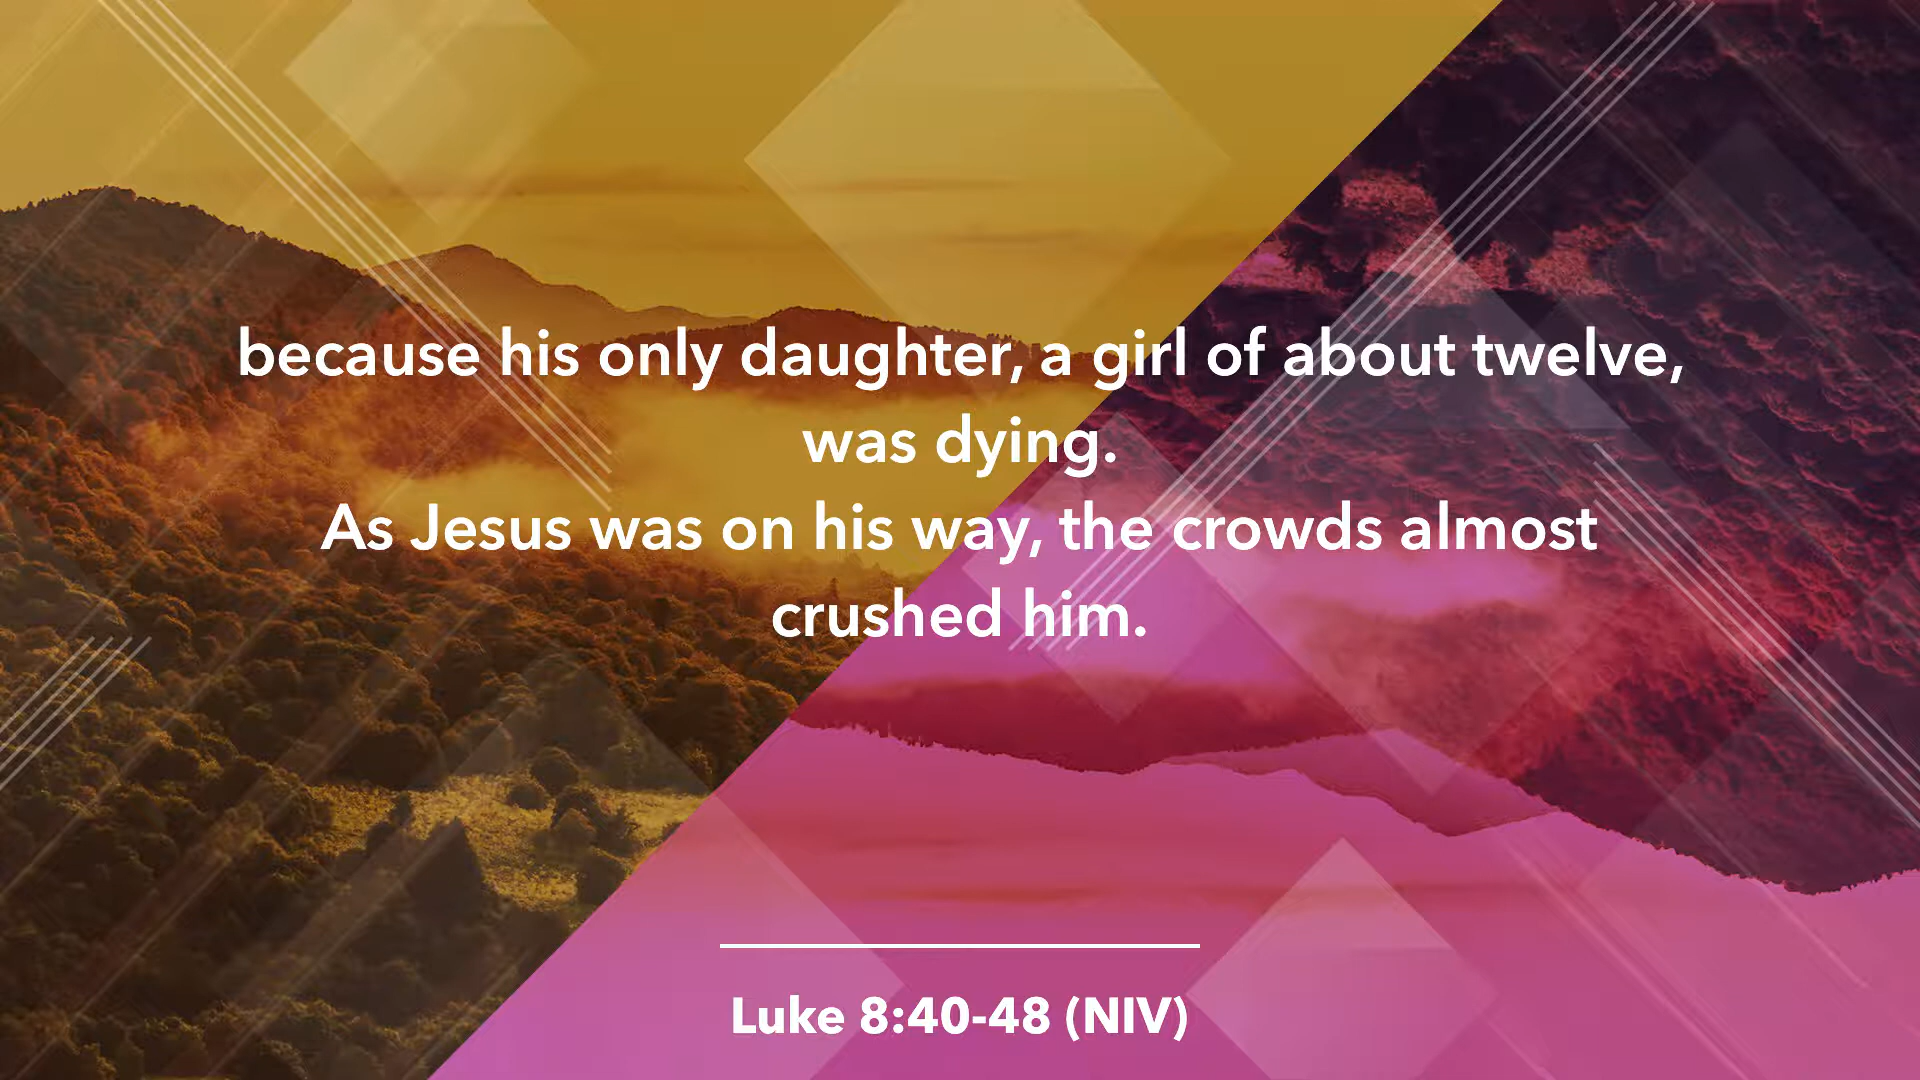 because his only daughter, a girl of about twelve,
was dying.
As Jesus was on his way, the crowds almost
crushed him.
Luke 8:40-48 (NIV)